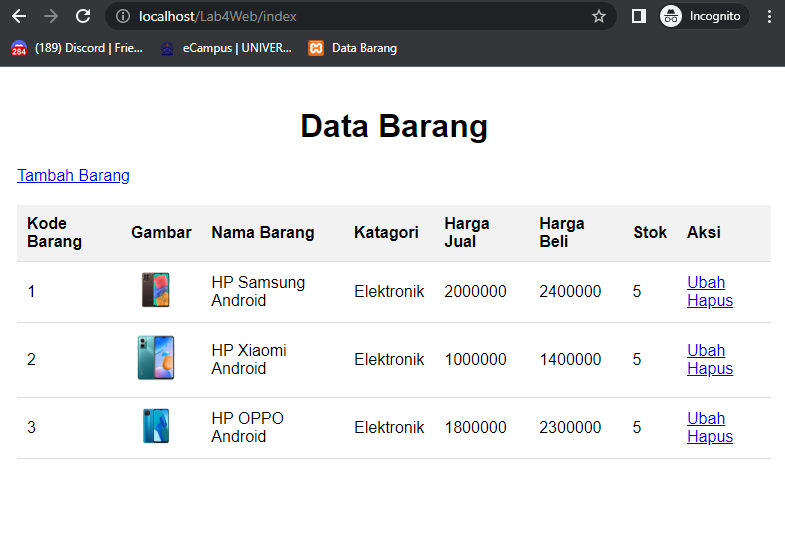 localhost/Lab4Web/index
Incognito
284
(189) Discord | Frie...
eCampus | UNIVER...
Data Barang
Data Barang
Tambah Barang
Kode Barang Gambar Nama Barang Katagori Harga Jual Harga Beli Stok Aksi
1 HP Samsung Android Elektronik 2000000 2400000 5 Ubah Hapus
2 HP Xiaomi Android Elektronik 1000000 1400000 5 Ubah Hapus
3 HP OPPO Android Elektronik 1800000 2300000 5 Ubah Hapus